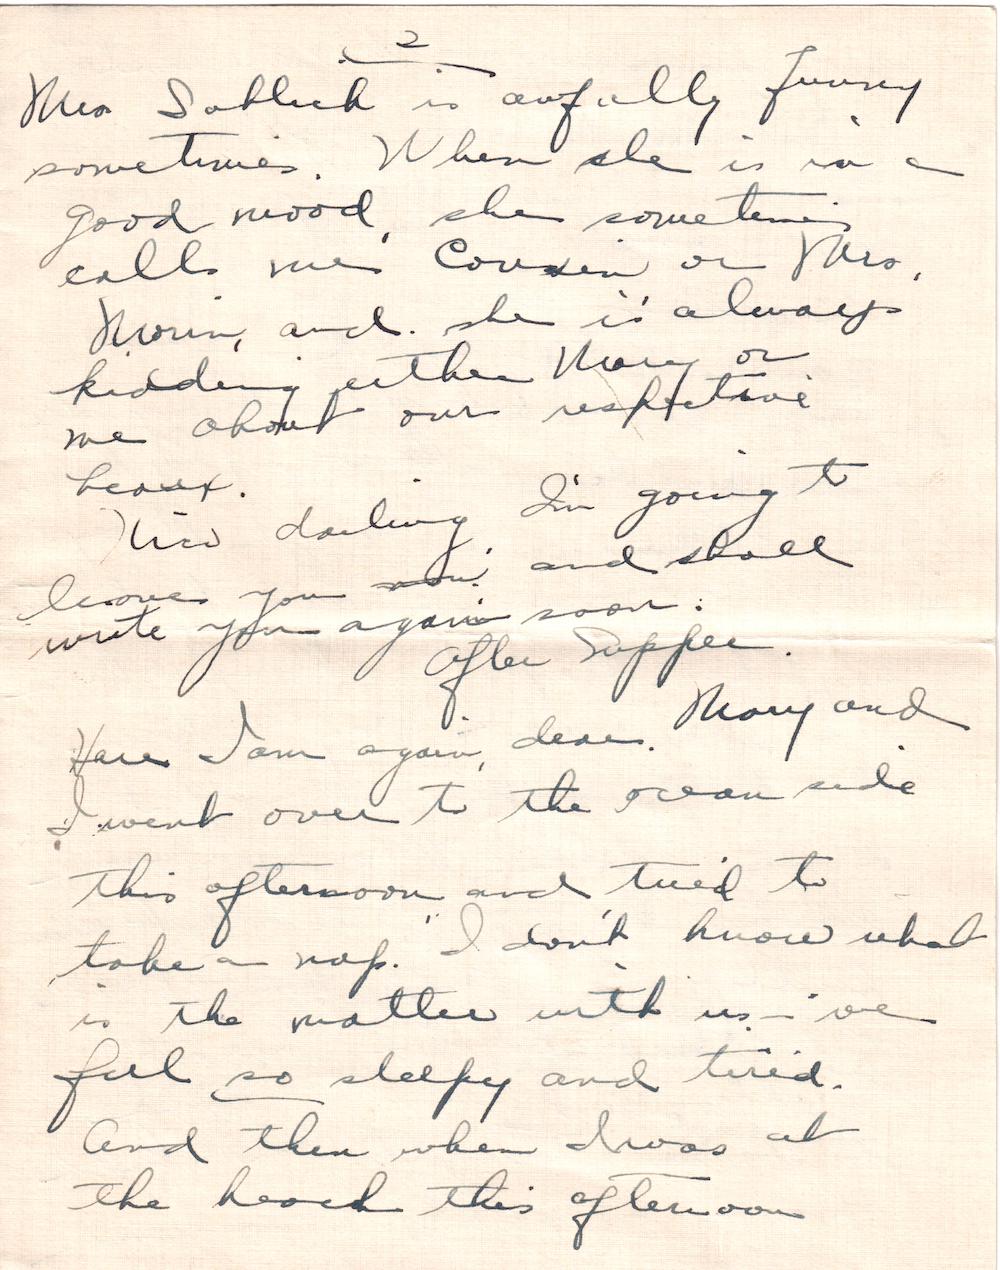 2
Mrs is awfully funny
sometimes. When she is in a
good mood, she sometimes
calls me Cousin or Mrs.
Morin, and she is always
kidding either Mary or
me about our respective
beaux.
darling I'm going to
leave you now and shall
write you again soon.
After Supper.
Here I am again, dear. Mary and
I went over to the ocean side
this afternoon and tried to
take a nap. I don't know what
is the matter with us - we
feel so sleepy and tired.
And then when I was at
the beach this afternoon